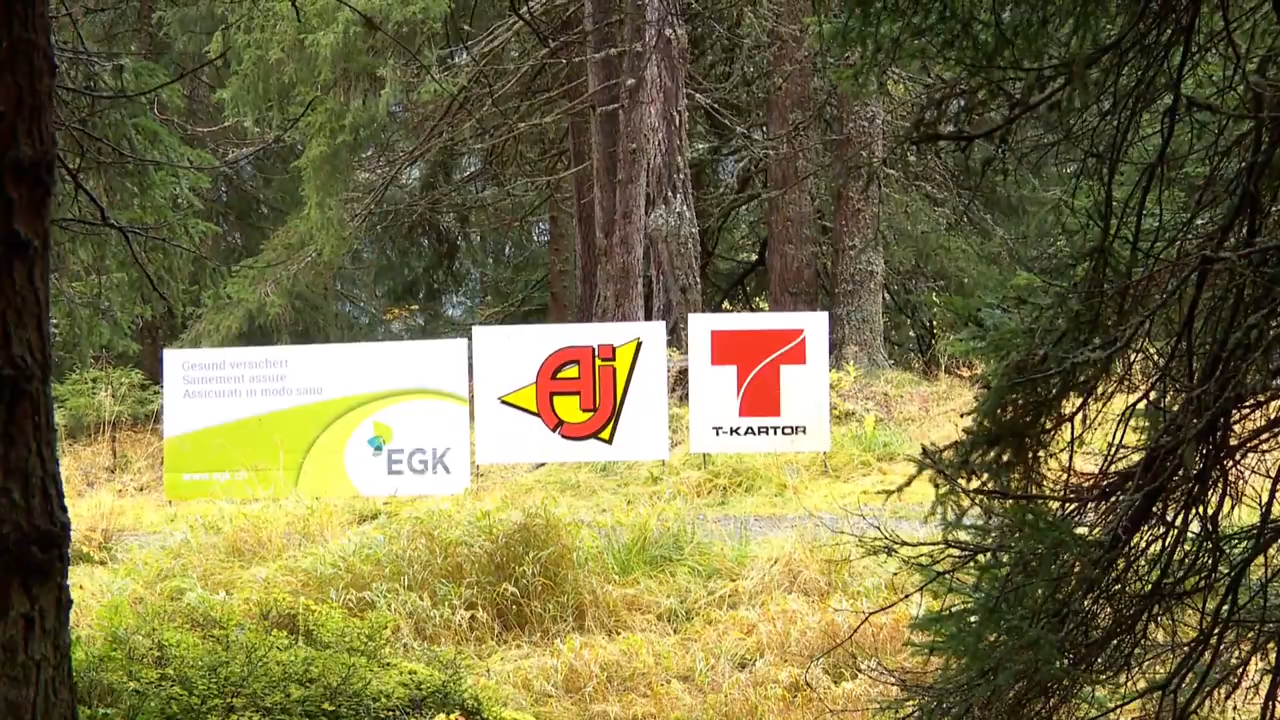 Gesund versichert
Sainement assuré
Assicurati in modo sano
EGK
www.egk.ch
Aj
T
T-KARTOR